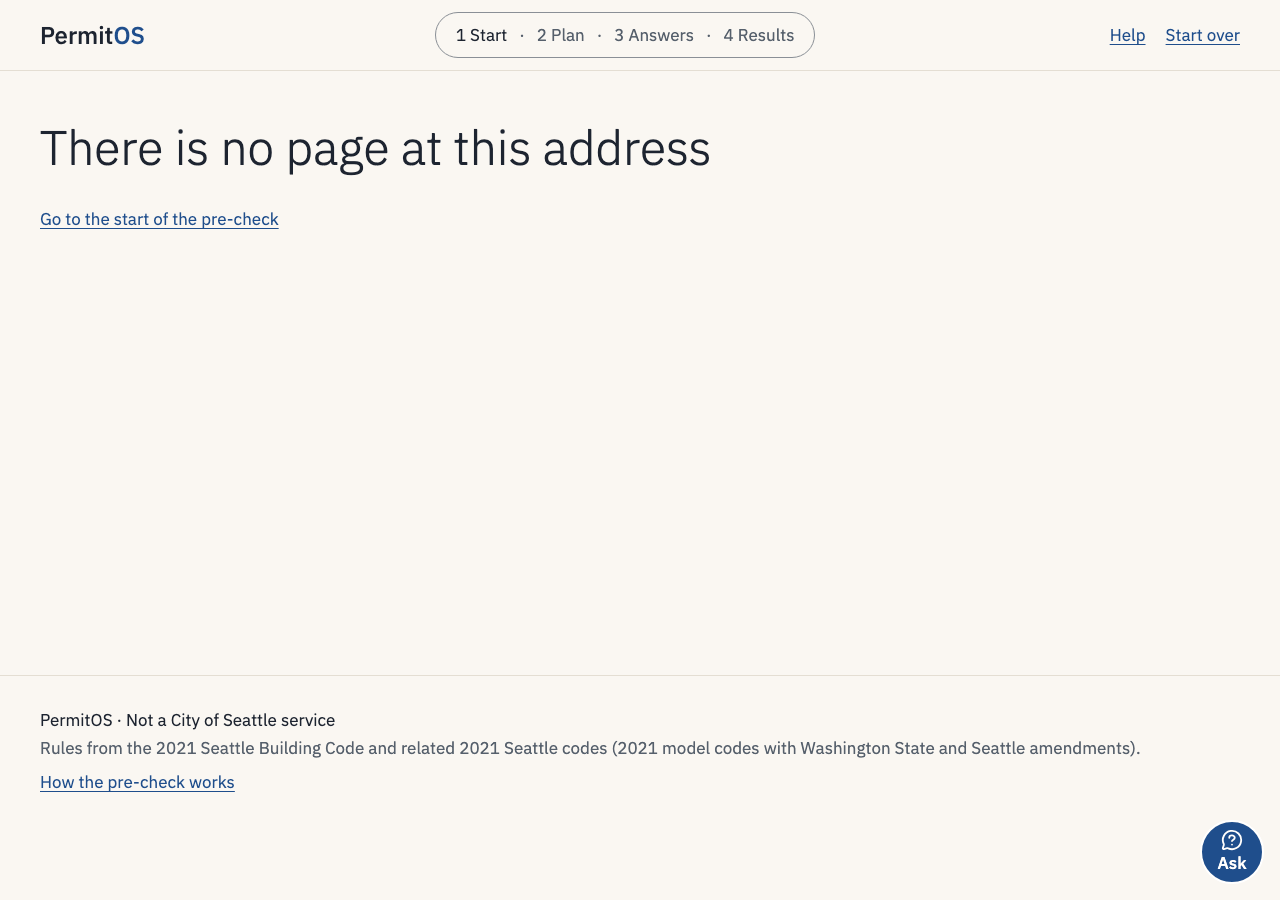 PermitOS
1 Start · 2 Plan · 3 Answers · 4 Results
Help
Start over
There is no page at this address
Go to the start of the pre-check
PermitOS · Not a City of Seattle service
Rules from the 2021 Seattle Building Code and related 2021 Seattle codes (2021 model codes with Washington State and Seattle amendments).
How the pre-check works
Ask